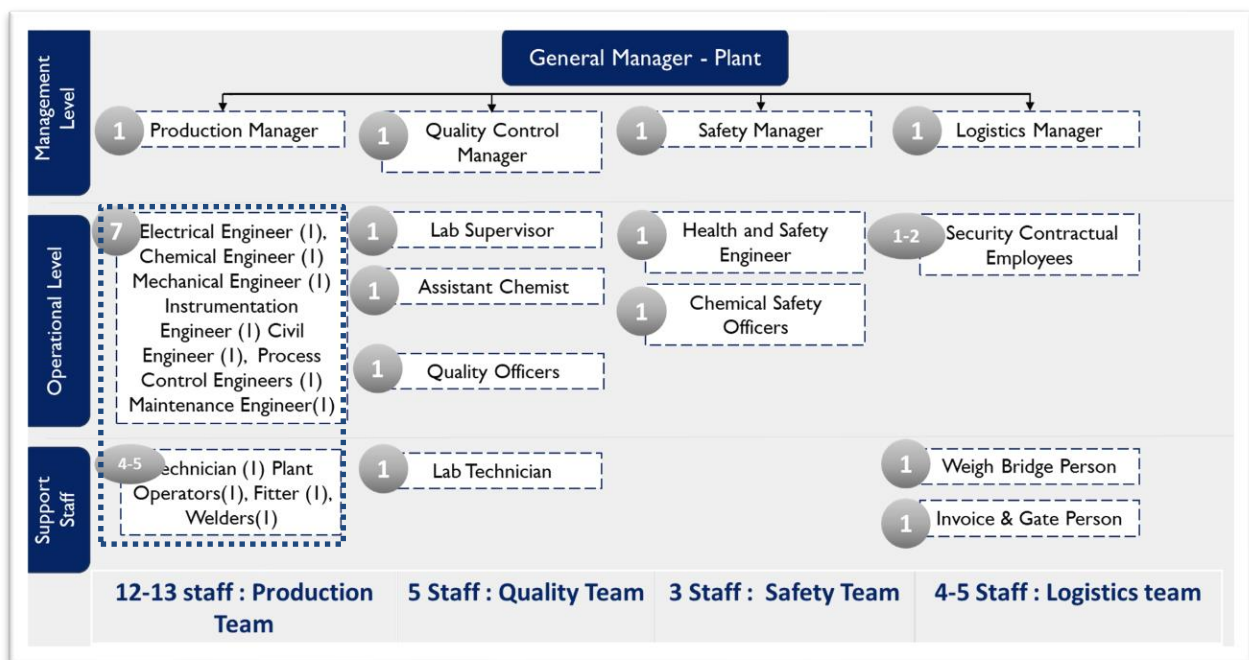 General Manager - Plant
Management
Level
1
Production Manager
1
Quality Control
Manager
1
Safety Manager
1
Logistics Manager
Operational Level
7
Electrical Engineer (1),
Chemical Engineer (1)
Mechanical Engineer (1)
Instrumentation
Engineer (1) Civil
Engineer (1), Process
Control Engineers (1)
Maintenance Engineer(1)
1
Lab Supervisor
1
Assistant Chemist
1
Quality Officers
1
Health and Safety
Engineer
1
Chemical Safety
Officers
1-2
Security Contractual
Employees
Support
Staff
4-5
echnician (1) Plant
Operators(1), Fitter (1),
Welders(1)
1
Lab Technician
1
Weigh Bridge Person
1
Invoice & Gate Person
12-13 staff : Production
Team
5 Staff : Quality Team
3 Staff : Safety Team
4-5 Staff : Logistics team